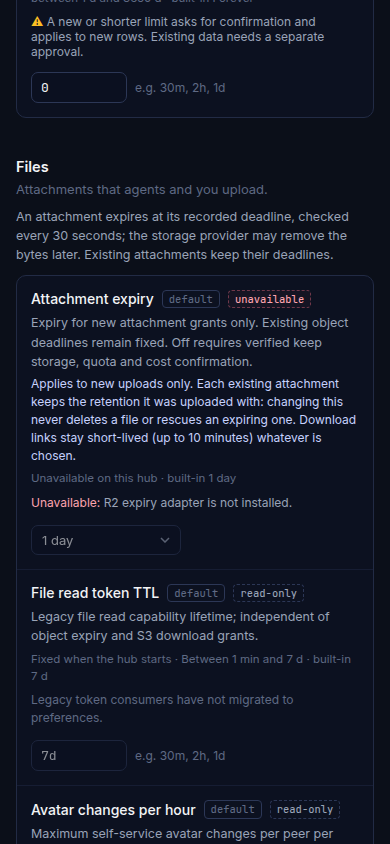 ⚠ A new or shorter limit asks for confirmation and
applies to new rows. Existing data needs a separate
approval.
0 e.g. 30m, 2h, 1d
Files
Attachments that agents and you upload.
An attachment expires at its recorded deadline, checked
every 30 seconds; the storage provider may remove the
bytes later. Existing attachments keep their deadlines.
Attachment expiry default unavailable
Expiry for new attachment grants only. Existing object
deadlines remain fixed. Off requires verified keep
storage, quota and cost confirmation.
Applies to new uploads only. Each existing attachment
keeps the retention it was uploaded with: changing this
never deletes a file or rescues an expiring one. Download
links stay short-lived (up to 10 minutes) whatever is
chosen.
Unavailable on this hub · built-in 1 day
Unavailable: R2 expiry adapter is not installed.
1 day
File read token TTL default read-only
Legacy file read capability lifetime; independent of
object expiry and S3 download grants.
Fixed when the hub starts · Between 1 min and 7 d · built-in
7 d
Legacy token consumers have not migrated to
preferences.
7d e.g. 30m, 2h, 1d
Avatar changes per hour default read-only
Maximum self-service avatar changes per peer per